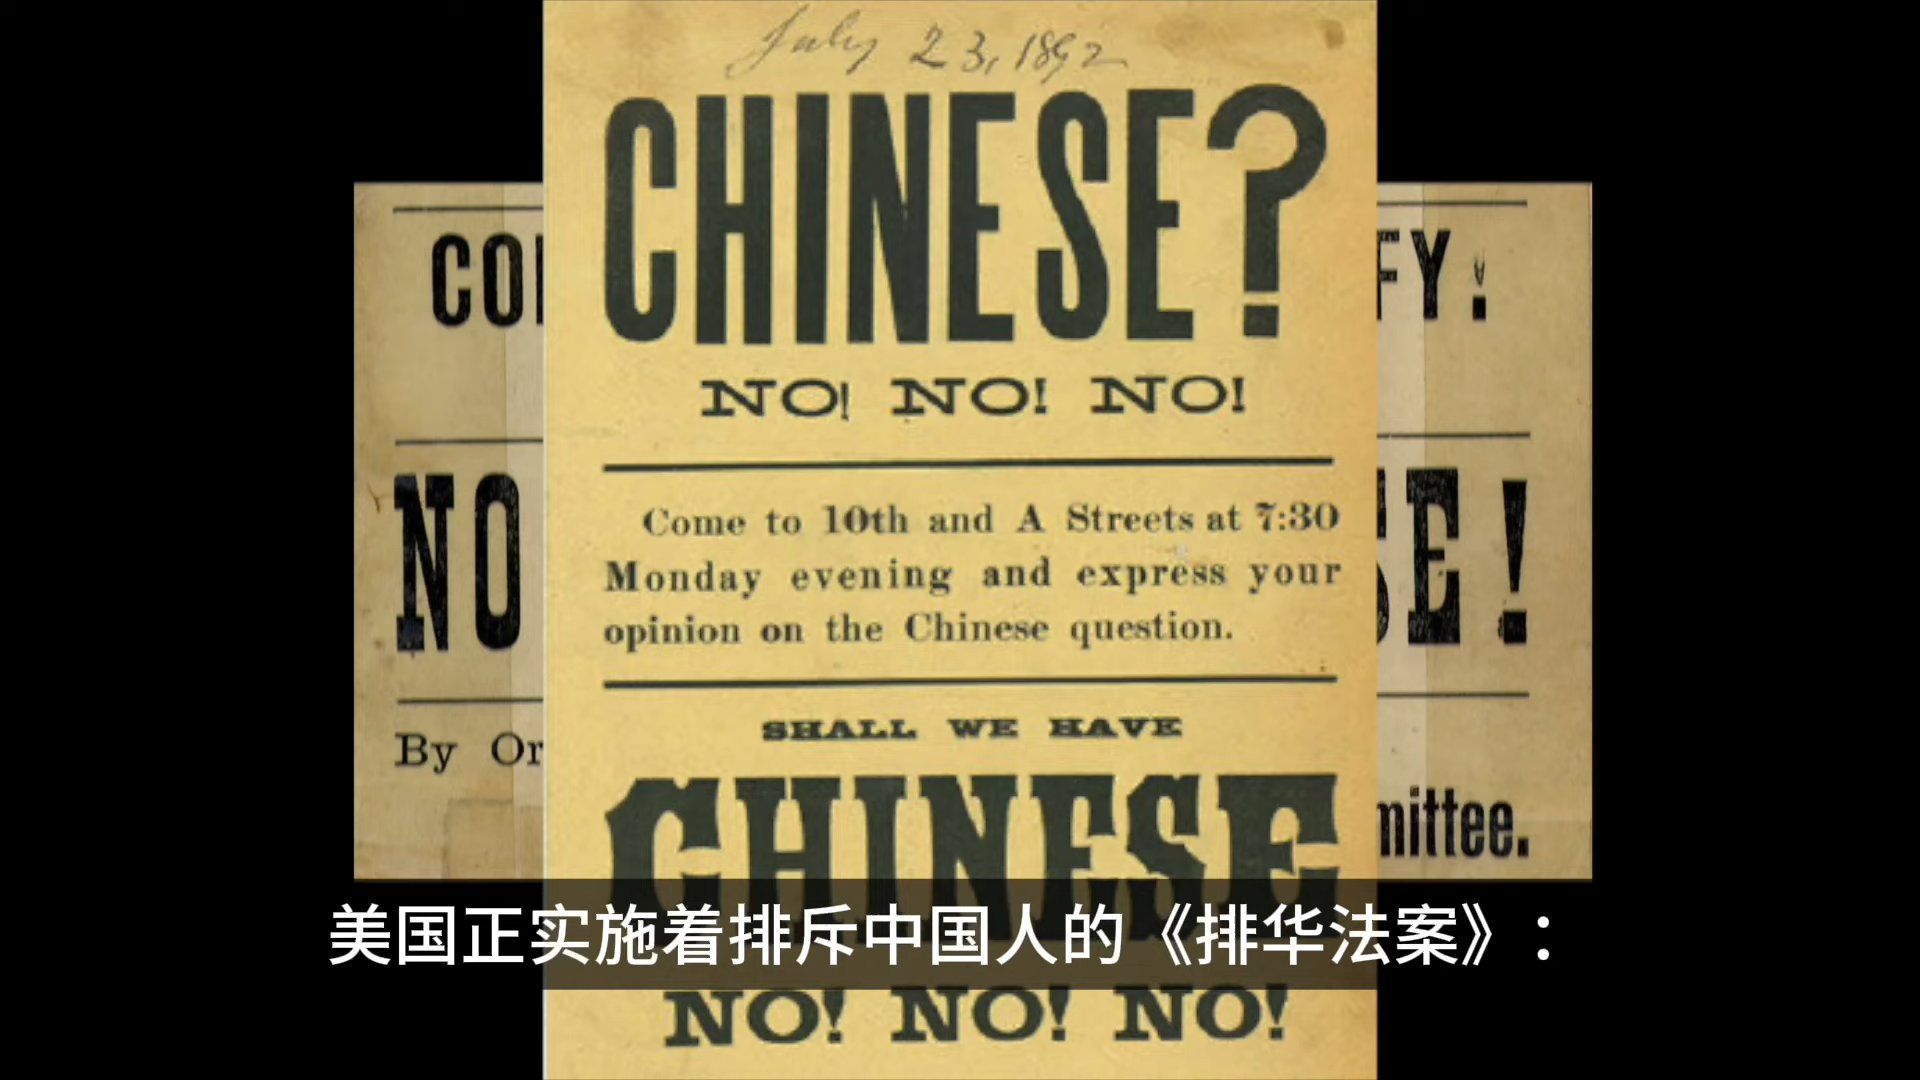 July 23, 1892
CHINESE?
NO! NO! NO!
Come to 10th and A Streets at 7:30
Monday evening and express your
opinion on the Chinese question.
SHALL WE HAVE
CHINESE
NO! NO! NO!
NO
By Or
FY!
E!
mittee.
美国正实施着排斥中国人的《排华法案》：